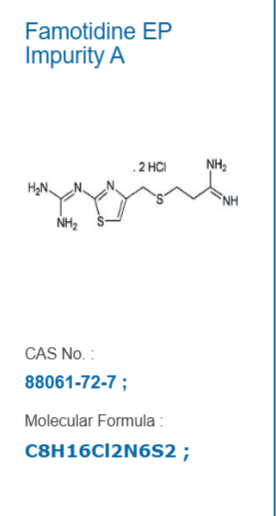 Famotidine EP
Impurity A
. 2 HCl
NH₂
H₂N
N
N
S
NH
NH₂
S
CAS No. :
88061-72-7 ;
Molecular Formula :
C8H16Cl2N6S2 ;